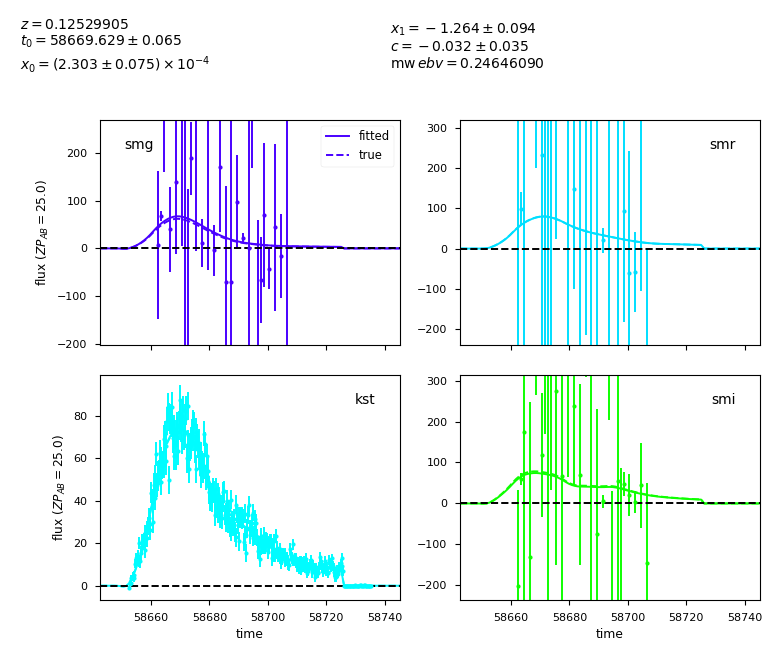 z = 0.12529905
t0 = 58669.629 ± 0.065
x0 = (2.303 ± 0.075) × 10^−4
x1 = −1.264 ± 0.094
c = −0.032 ± 0.035
mw ebv = 0.24646090
smg
fitted
true
200
100
0
−100
−200
flux (ZP_AB = 25.0)
smr
300
200
100
0
−100
−200
kst
80
60
40
20
0
flux (ZP_AB = 25.0)
58660 58680 58700 58720 58740
time
smi
300
200
100
0
−100
−200
58660 58680 58700 58720 58740
time